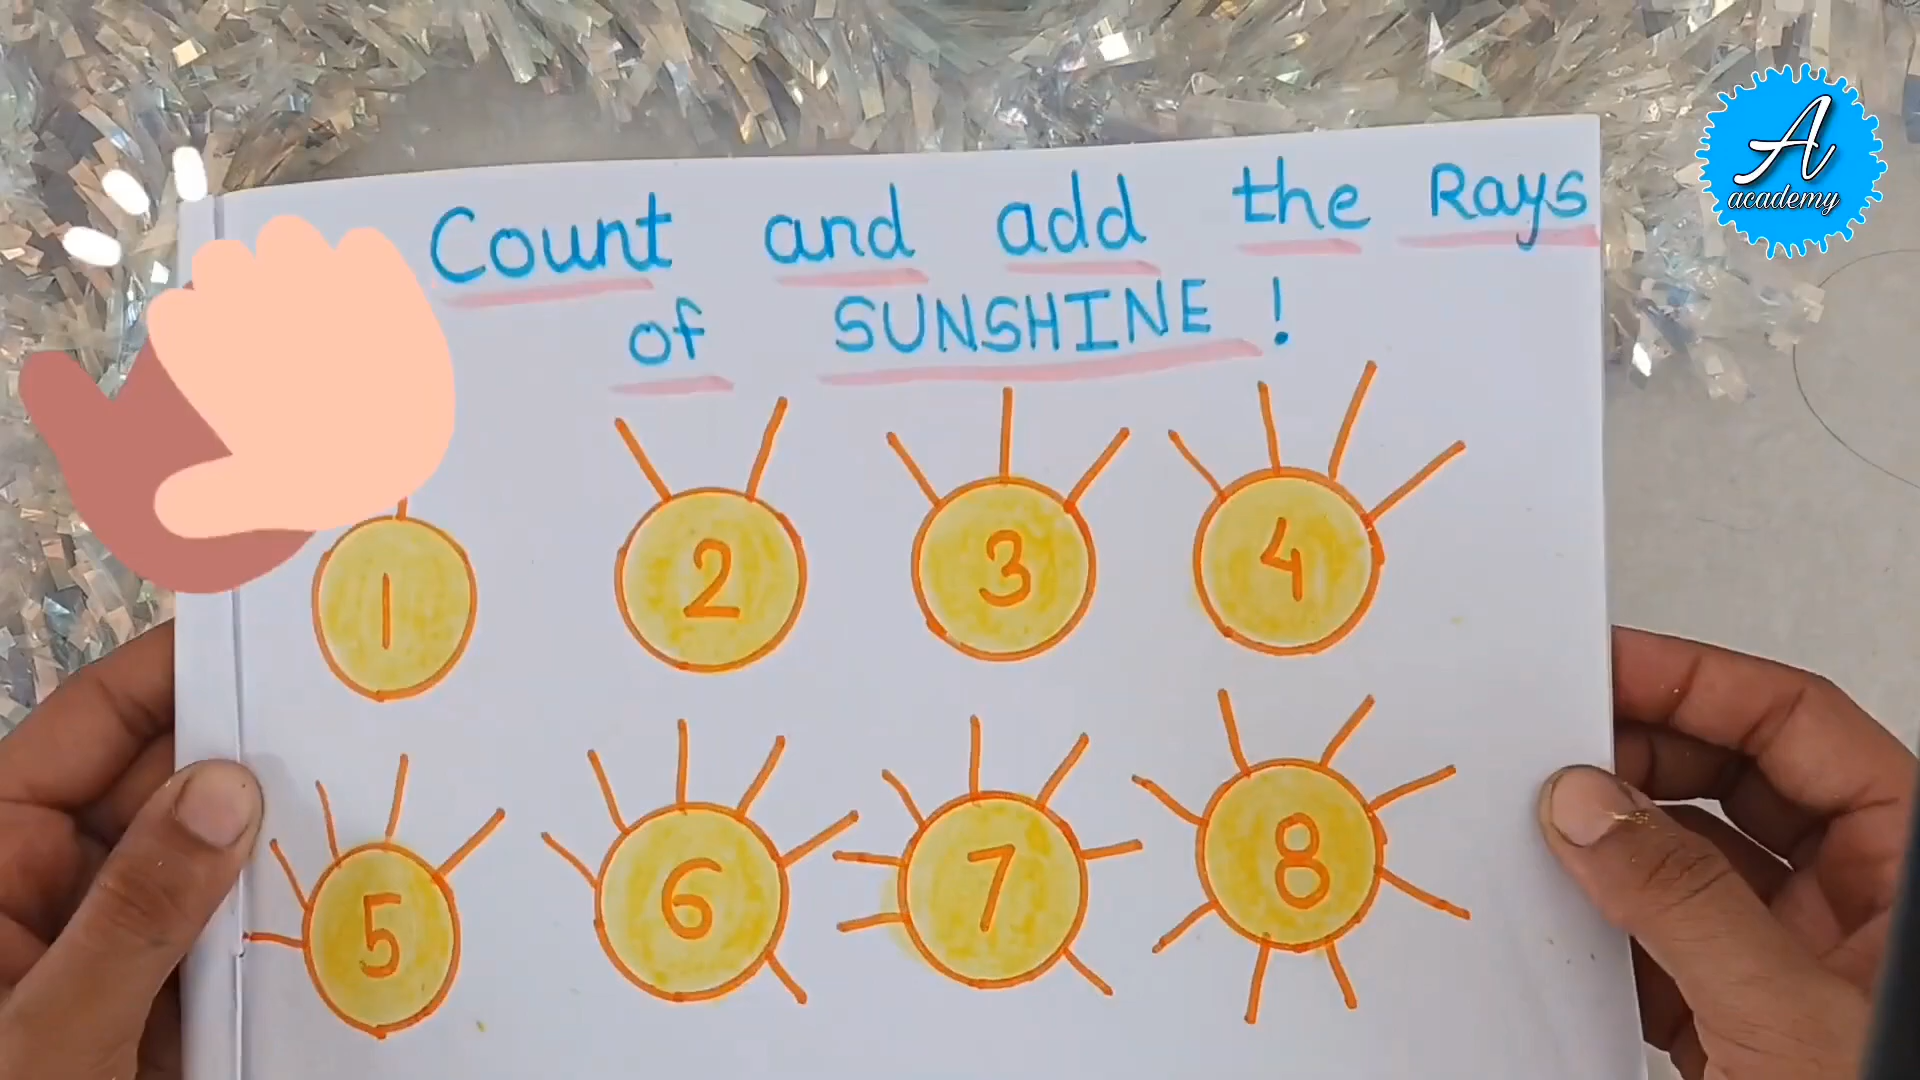 A
academy
Count and add the Rays
of SUNSHINE !
1 2 3 4
5 6 7 8